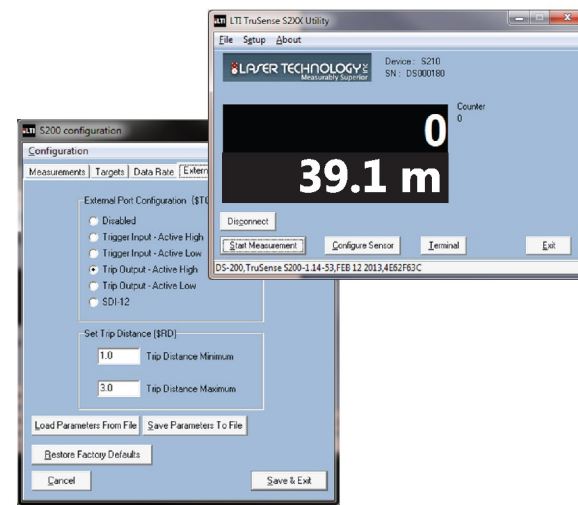 LTI TruSense S2XX Utility
File Setup About
LASER TECHNOLOGY
Measurably Superior
Device: S210
SN: DS000180
Counter
0
0
39.1 m
Disconnect
Start Measurement Configure Sensor Terminal Exit
DS-200,TruSense S200-1.14-53,FEB 12 2013,4E62F63C
S200 configuration
Configuration
Measurements Targets Data Rate
External Port Configuration
Disabled
Trigger Input - Active High
Trigger Input - Active Low
Trip Output - Active High
Trip Output - Active Low
SDI-12
Set Trip Distance ($RD)
1.0 Trip Distance Minimum
3.0 Trip Distance Maximum
Load Parameters From File Save Parameters To File
Restore Factory Defaults
Cancel Save & Exit